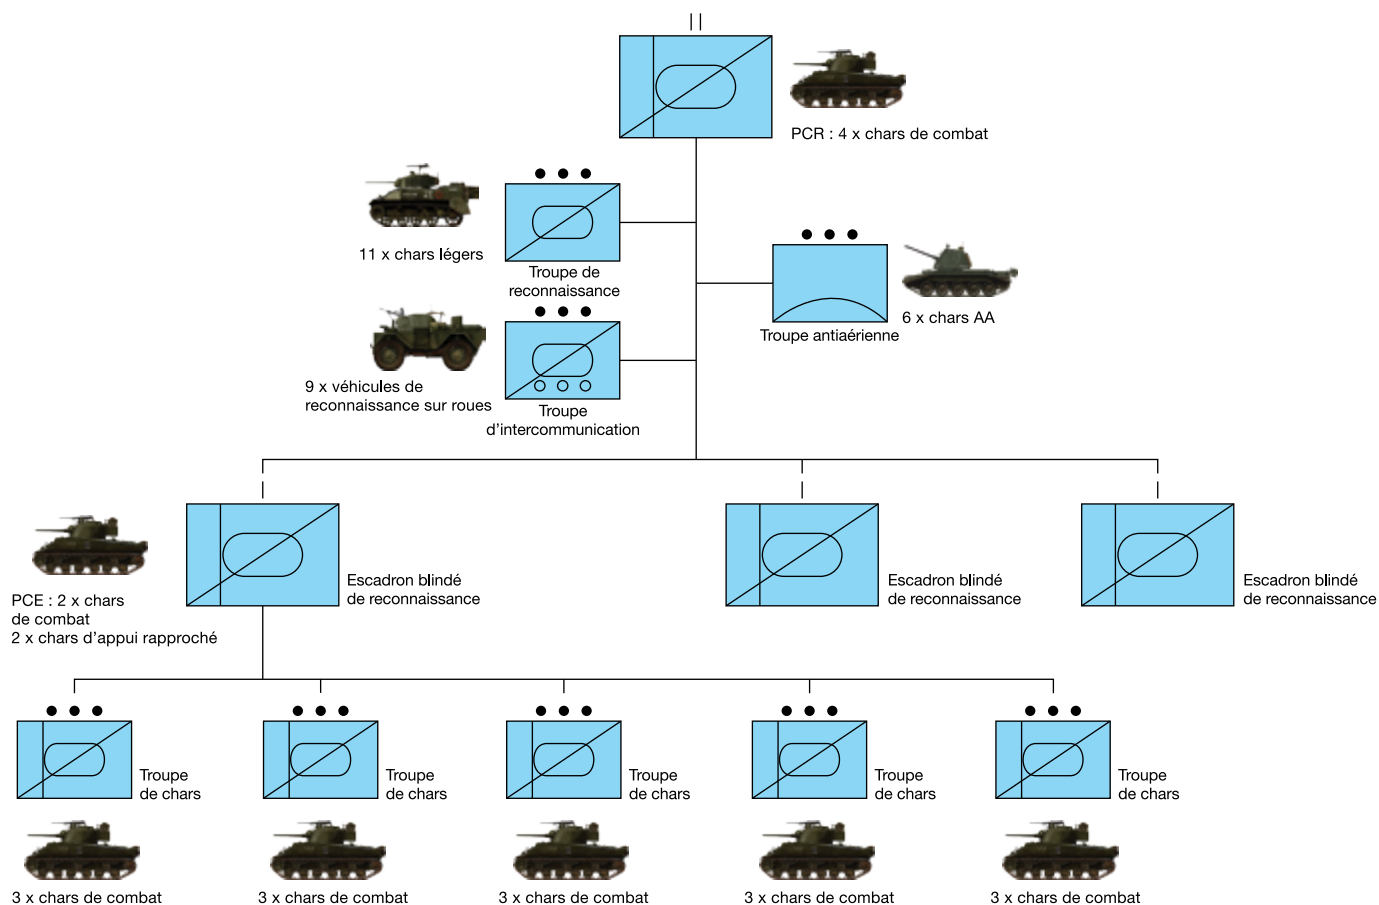 PCR : 4 x chars de combat
11 x chars légers
Troupe de
reconnaissance
6 x chars AA
Troupe antiaérienne
9 x véhicules de
reconnaissance sur roues
Troupe
d'intercommunication
PCE : 2 x chars
de combat
2 x chars d'appui rapproché
Escadron blindé
de reconnaissance
Escadron blindé
de reconnaissance
Escadron blindé
de reconnaissance
Troupe
de chars
Troupe
de chars
Troupe
de chars
Troupe
de chars
Troupe
de chars
3 x chars de combat
3 x chars de combat
3 x chars de combat
3 x chars de combat
3 x chars de combat